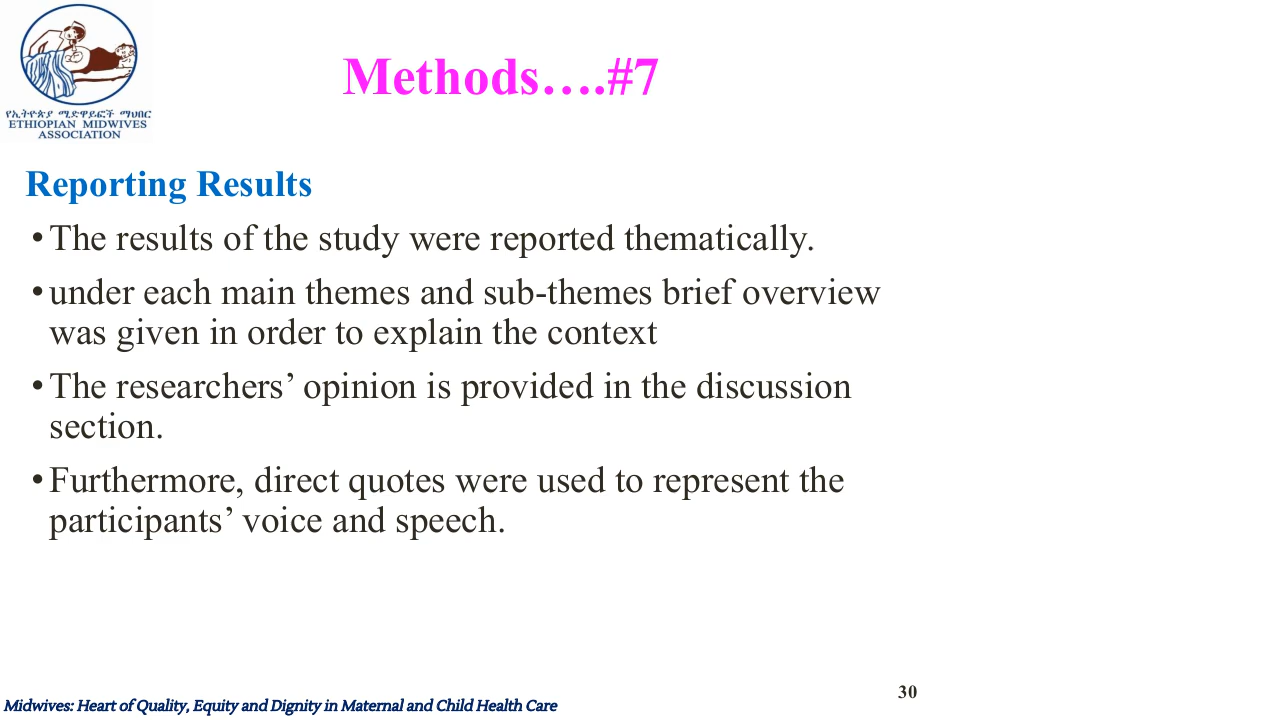 የኢትዮጵያ ሚድዋይፎች ማህበር
ETHIOPIAN MIDWIVES
ASSOCIATION
Methods….#7
Reporting Results
•The results of the study were reported thematically.
•under each main themes and sub-themes brief overview
was given in order to explain the context
•The researchers’ opinion is provided in the discussion
section.
•Furthermore, direct quotes were used to represent the
participants’ voice and speech.
Midwives: Heart of Quality, Equity and Dignity in Maternal and Child Health Care
30